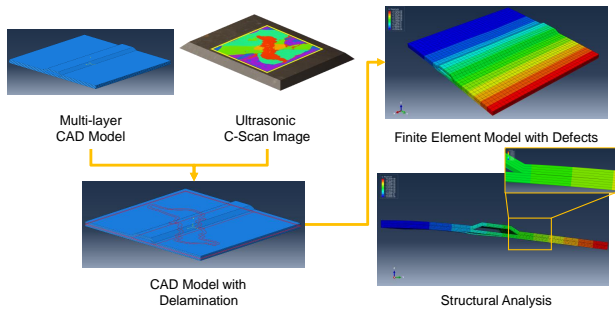 Multi-layer
CAD Model
Ultrasonic
C-Scan Image
Finite Element Model with Defects
CAD Model with
Delamination
Structural Analysis